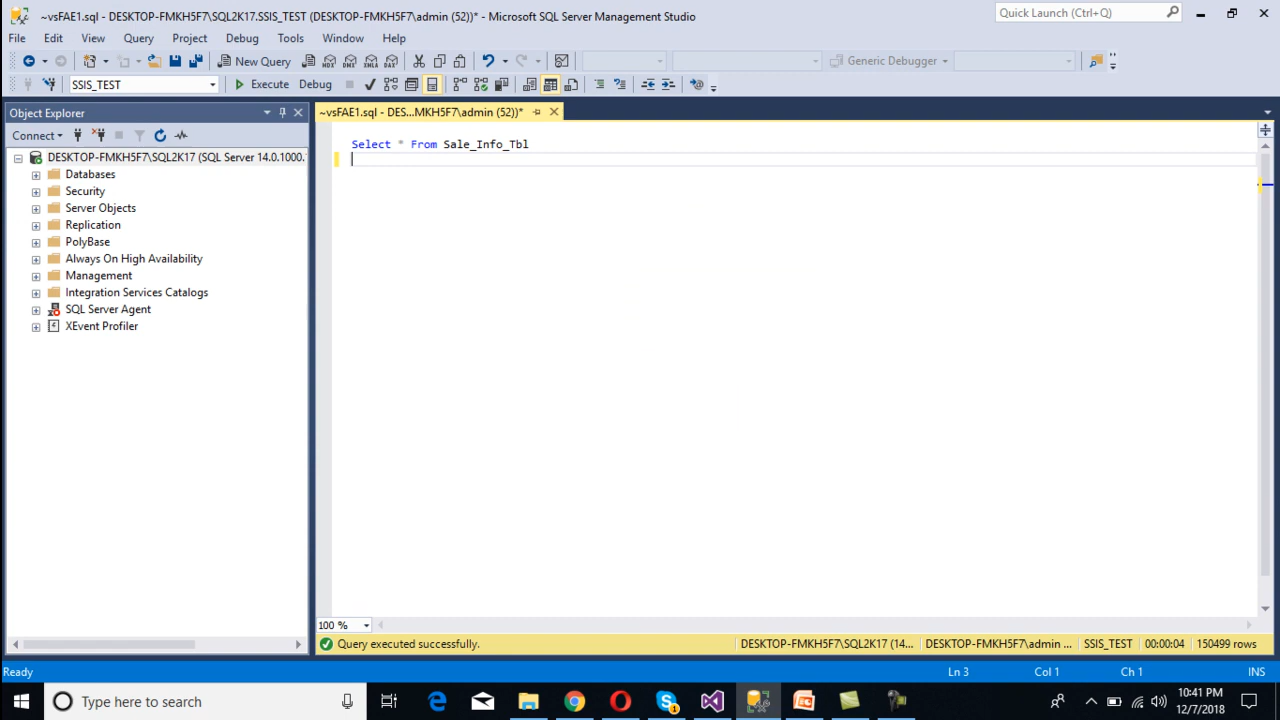 ~vsFAE1.sql - DESKTOP-FMKH5F7\SQL2K17.SSIS_TEST (DESKTOP-FMKH5F7\admin (52))* - Microsoft SQL Server Management Studio
Quick Launch (Ctrl+Q)
File Edit View Query Project Debug Tools Window Help
New Query
MDX DMX XMLA DAX
Generic Debugger
SSIS_TEST
Execute Debug
Object Explorer
~vsFAE1.sql - DES...MKH5F7\admin (52))*
Connect
DESKTOP-FMKH5F7\SQL2K17 (SQL Server 14.0.1000.
Databases
Security
Server Objects
Replication
PolyBase
Always On High Availability
Management
Integration Services Catalogs
SQL Server Agent
XEvent Profiler
Select * From Sale_Info_Tbl
100 %
Query executed successfully.
DESKTOP-FMKH5F7\SQL2K17 (14... DESKTOP-FMKH5F7\admin ... SSIS_TEST 00:00:04 150499 rows
Ready
Ln 3 Col 1 Ch 1 INS
Type here to search
10:41 PM
12/7/2018